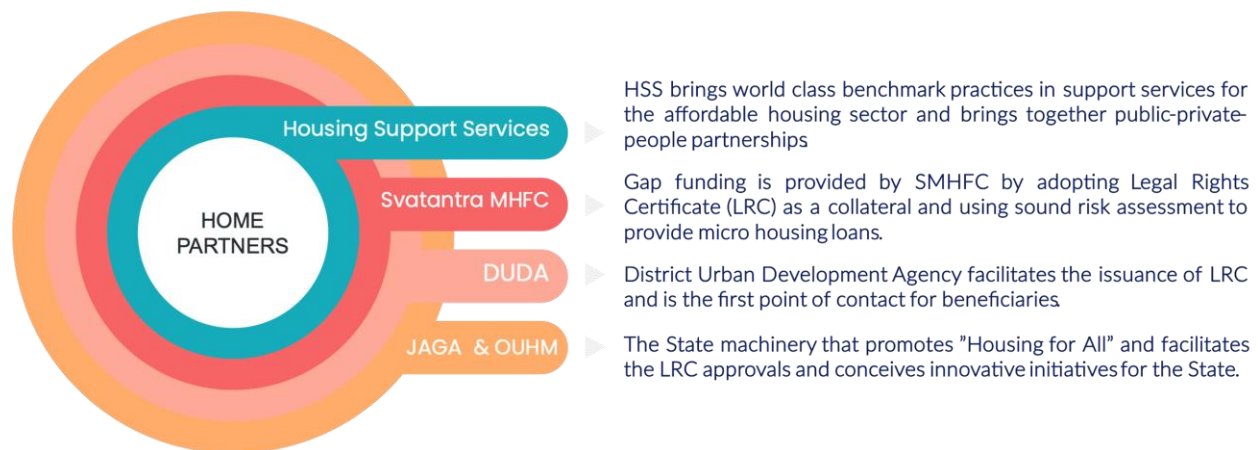 HOME
PARTNERS
Housing Support Services
HSS brings world class benchmark practices in support services for
the affordable housing sector and brings together public-private-
people partnerships
Svatantra MHFC
Gap funding is provided by SMHFC by adopting Legal Rights
Certificate (LRC) as a collateral and using sound risk assessment to
provide micro housing loans.
DUDA
District Urban Development Agency facilitates the issuance of LRC
and is the first point of contact for beneficiaries.
JAGA & OUHM
The State machinery that promotes "Housing for All" and facilitates
the LRC approvals and conceives innovative initiatives for the State.